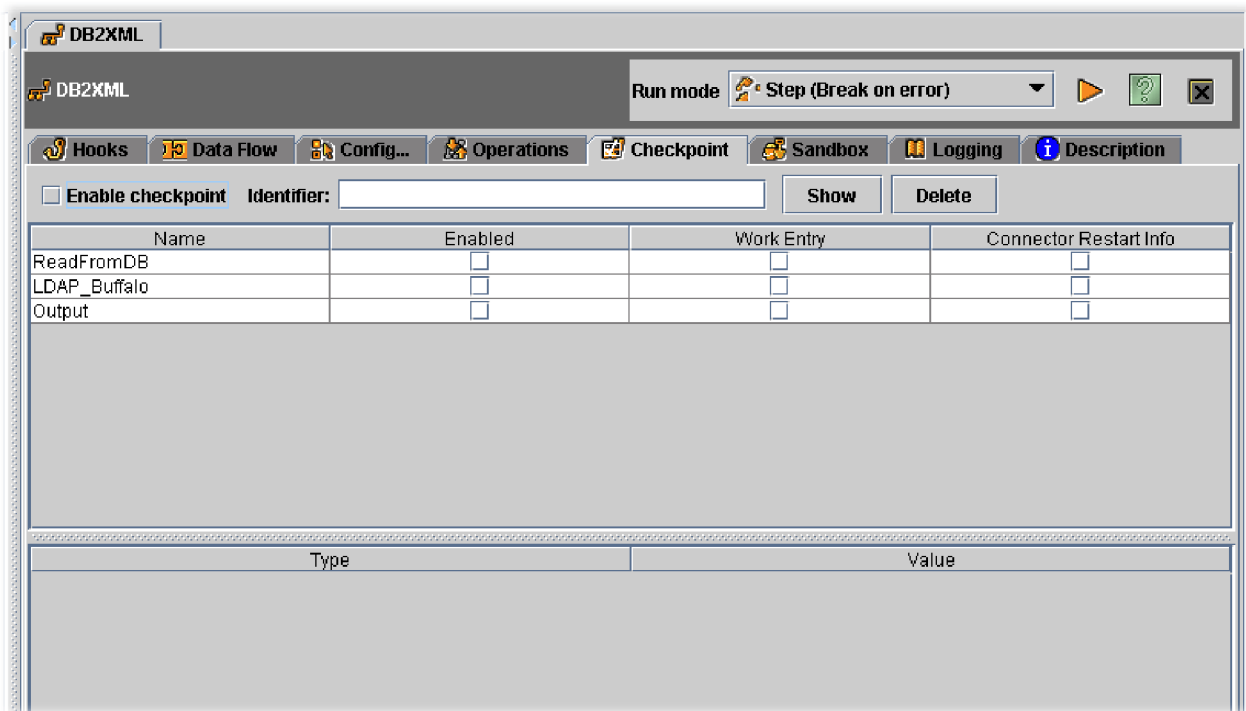 DB2XML
DB2XML Run mode Step (Break on error)
Hooks Data Flow Config... Operations Checkpoint Sandbox Logging Description
Enable checkpoint Identifier: Show Delete
Name Enabled Work Entry Connector Restart Info
ReadFromDB
LDAP_Buffalo
Output
Type Value